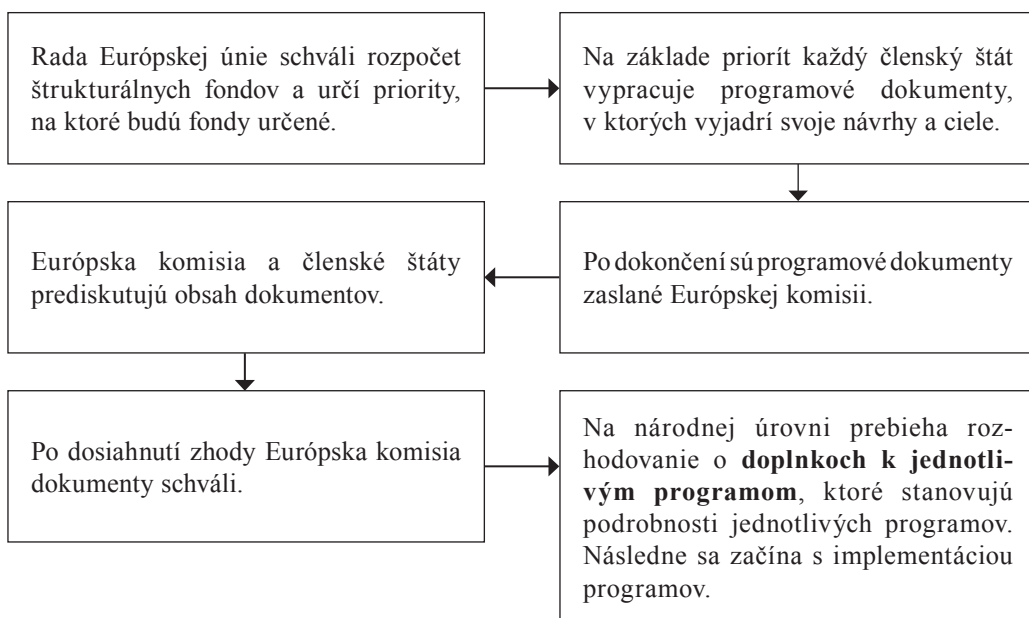 Rada Európskej únie schváli rozpočet
štrukturálnych fondov a určí priority,
na ktoré budú fondy určené.
Na základe priorít každý členský štát
vypracuje programové dokumenty,
v ktorých vyjadrí svoje návrhy a ciele.
Po dokončení sú programové dokumenty
zaslané Európskej komisii.
Európska komisia a členské štáty
prediskutujú obsah dokumentov.
Po dosiahnutí zhody Európska komisia
dokumenty schváli.
Na národnej úrovni prebieha roz-
hodovanie o doplnkoch k jednotli-
vým programom, ktoré stanovujú
podrobnosti jednotlivých programov.
Následne sa začína s implementáciou
programov.